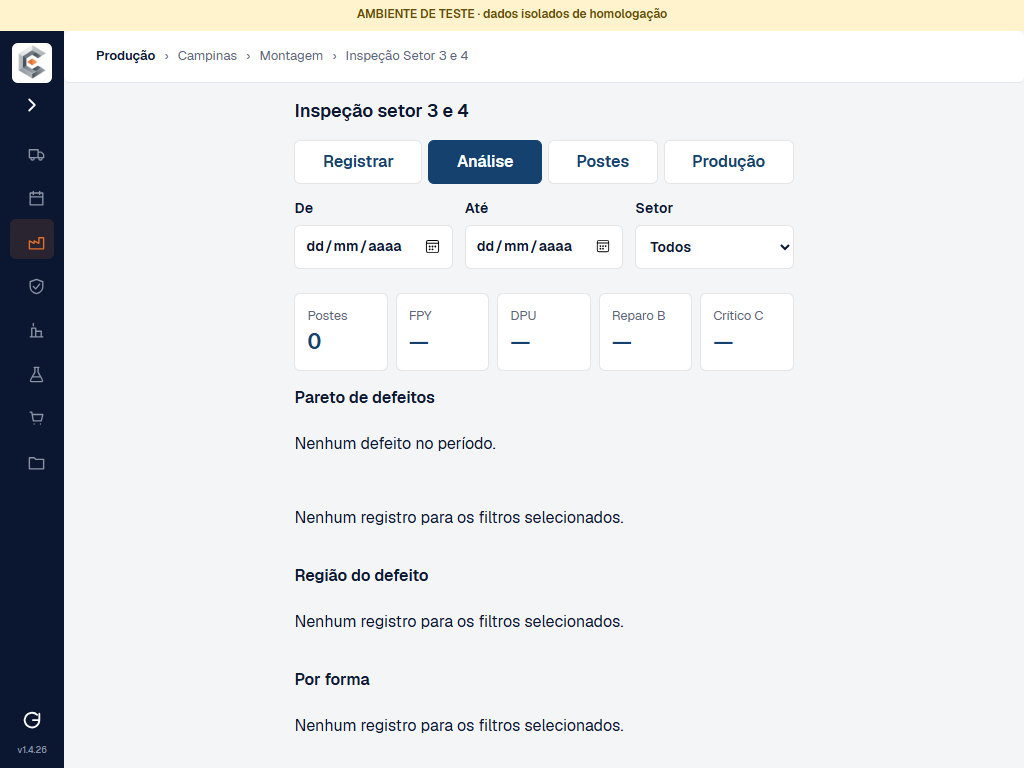 AMBIENTE DE TESTE · dados isolados de homologação
Produção › Campinas › Montagem › Inspeção Setor 3 e 4
Inspeção setor 3 e 4
Registrar Análise Postes Produção
De Até Setor
dd/mm/aaaa dd/mm/aaaa Todos
Postes FPY DPU Reparo B Crítico C
0 — — — —
Pareto de defeitos
Nenhum defeito no período.
Nenhum registro para os filtros selecionados.
Região do defeito
Nenhum registro para os filtros selecionados.
Por forma
Nenhum registro para os filtros selecionados.
v1.4.26